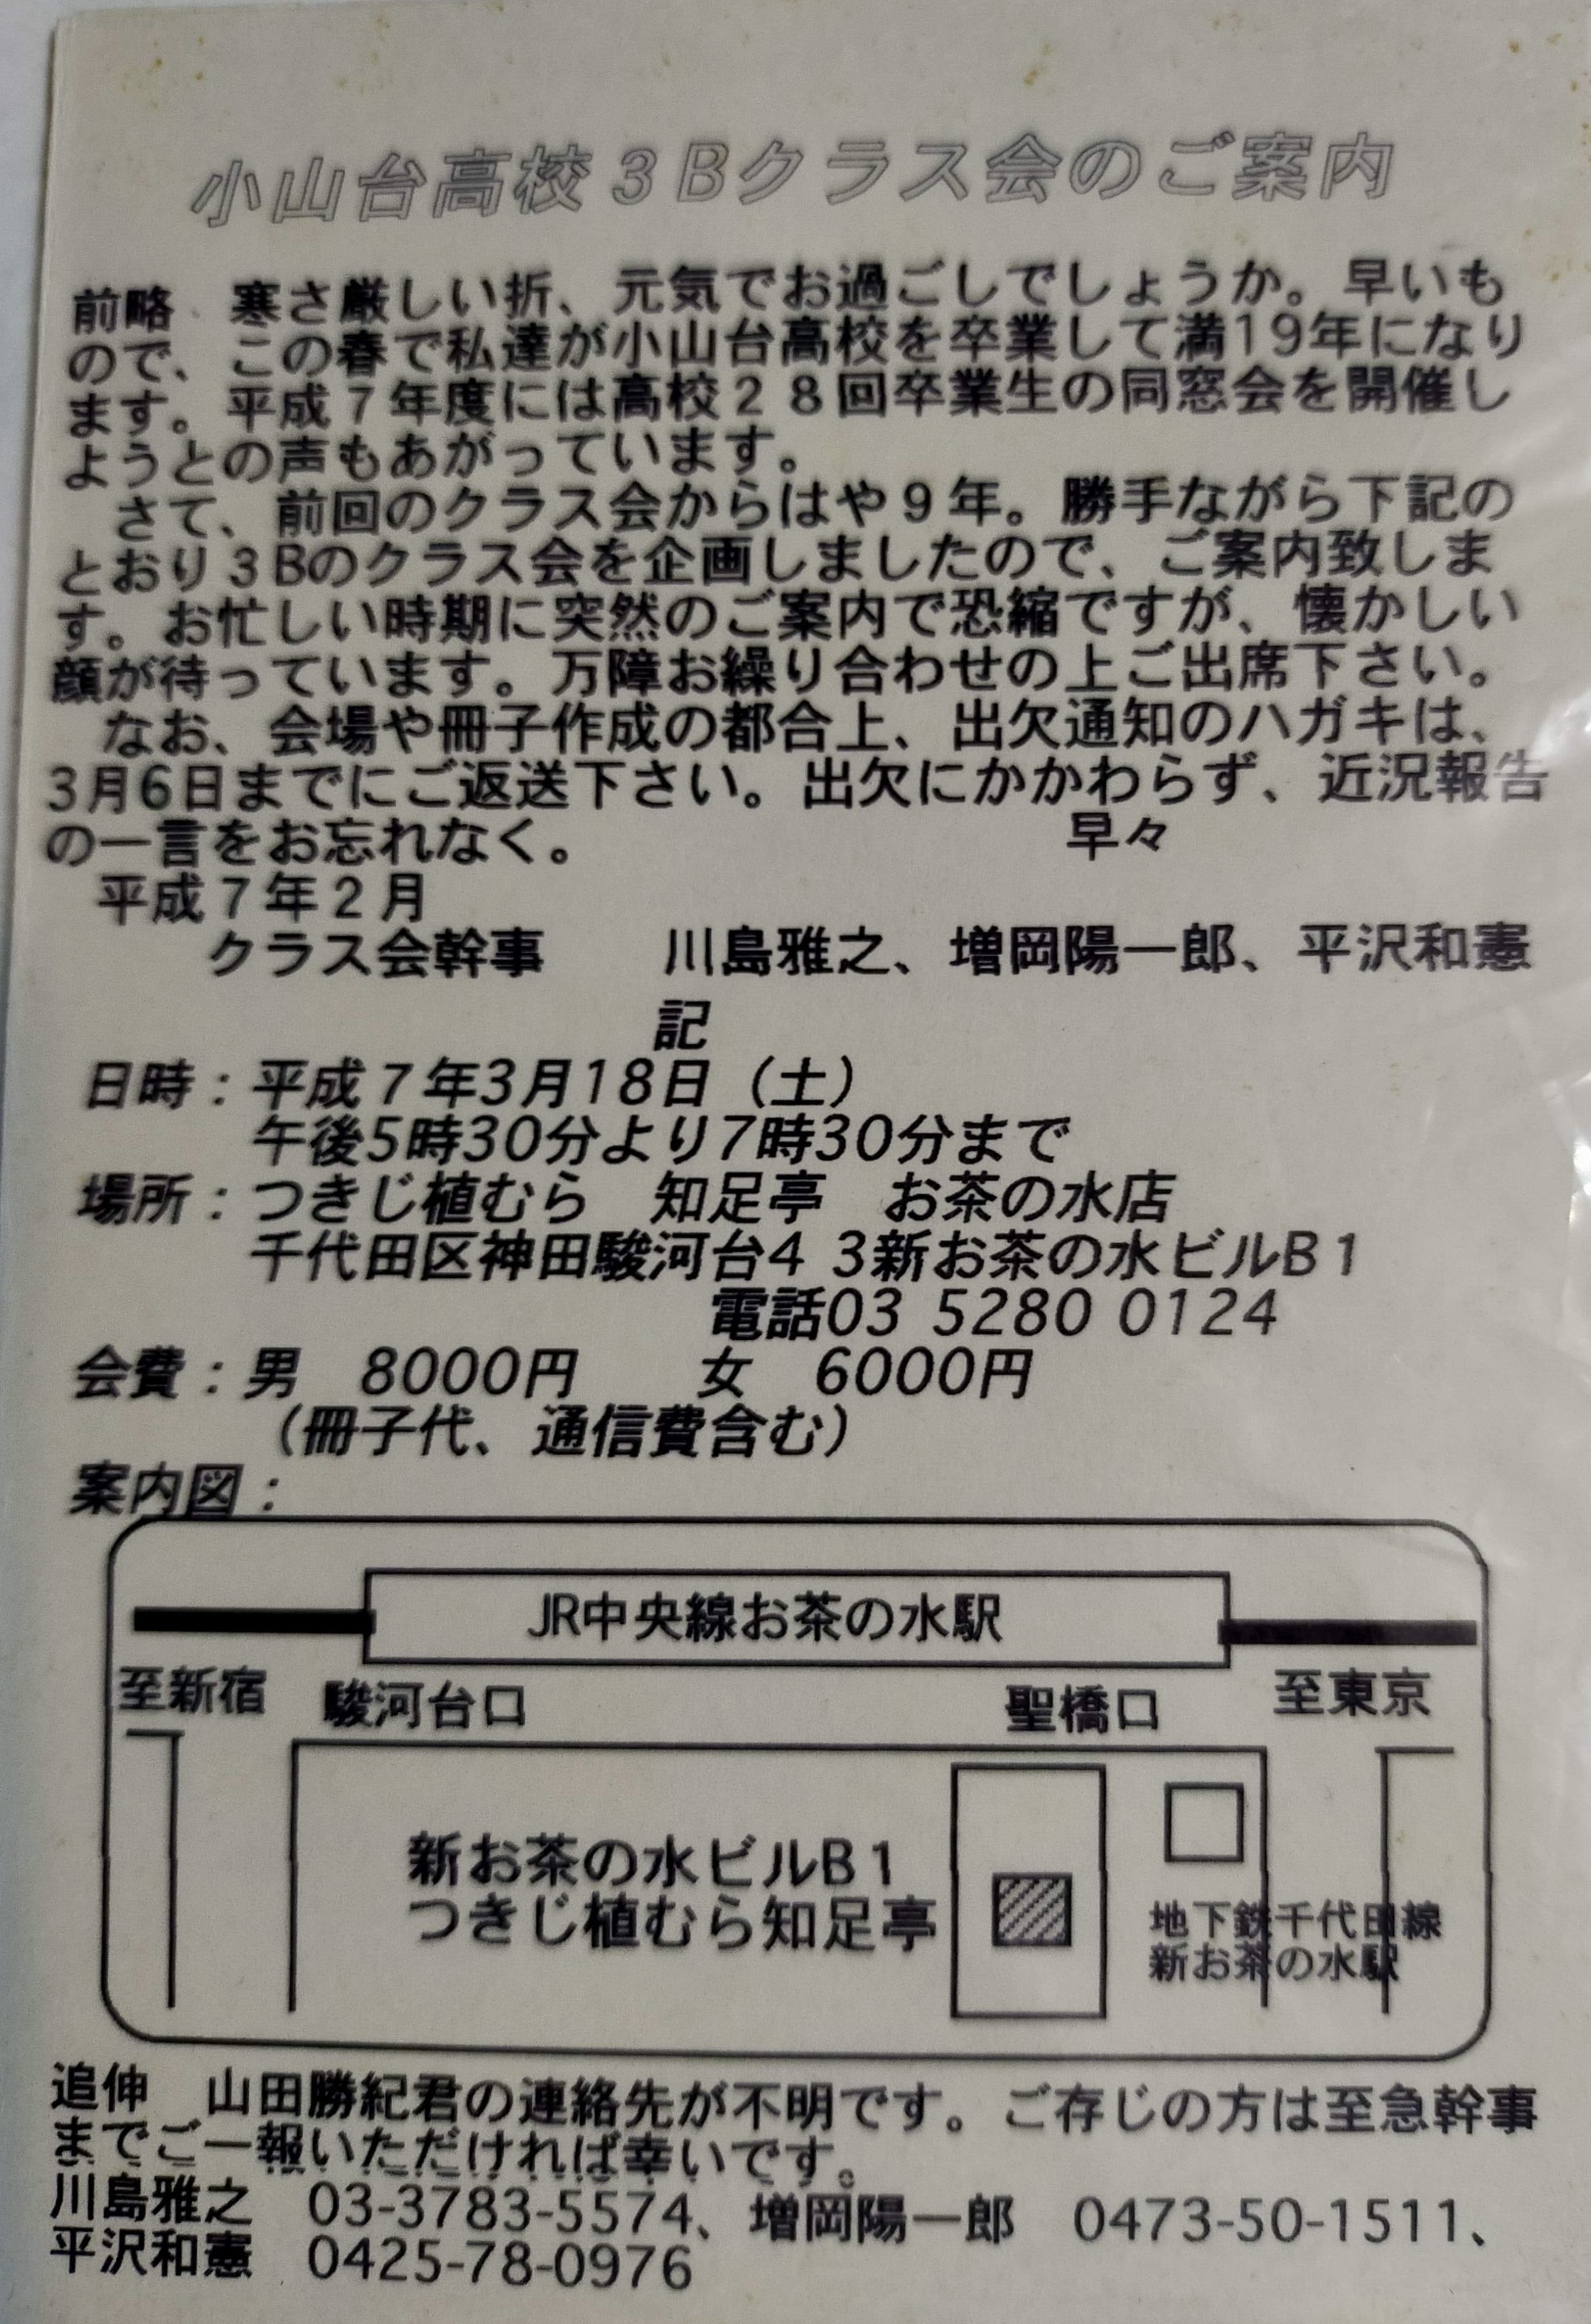 小山台高校3Bクラス会のご案内
前略　寒さ厳しい折、元気でお過ごしでしょうか。早いも
ので、この春で私達が小山台高校を卒業して満19年になり
ます。平成7年度には高校28回卒業生の同窓会を開催し
ようとの声もあがっています。
さて、前回のクラス会からはや9年。勝手ながら下記の
とおり3Bのクラス会を企画しましたので、ご案内致しま
す。お忙しい時期に突然のご案内で恐縮ですが、懐かしい
顔が待っています。万障お繰り合わせの上ご出席下さい。
なお、会場や冊子作成の都合上、出欠通知のハガキは、
3月6日までにご返送下さい。出欠にかかわらず、近況報告
の一言をお忘れなく。　早々
平成7年2月
クラス会幹事　川島雅之、増岡陽一郎、平沢和憲
記
日時：平成7年3月18日（土）
午後5時30分より7時30分まで
場所：つきじ植むら　知足亭　お茶の水店
千代田区神田駿河台4 3新お茶の水ビルB1
電話03 5280 0124
会費：男　8000円　女　6000円
（冊子代、通信費含む）
案内図：
JR中央線お茶の水駅
至新宿　駿河台口　聖橋口　至東京
新お茶の水ビルB1
つきじ植むら知足亭
地下鉄千代田線
新お茶の水駅
追伸　山田勝紀君の連絡先が不明です。ご存じの方は至急幹事
までご一報いただければ幸いです。
川島雅之　03-3783-5574、増岡陽一郎　0473-50-1511、
平沢和憲　0425-78-0976